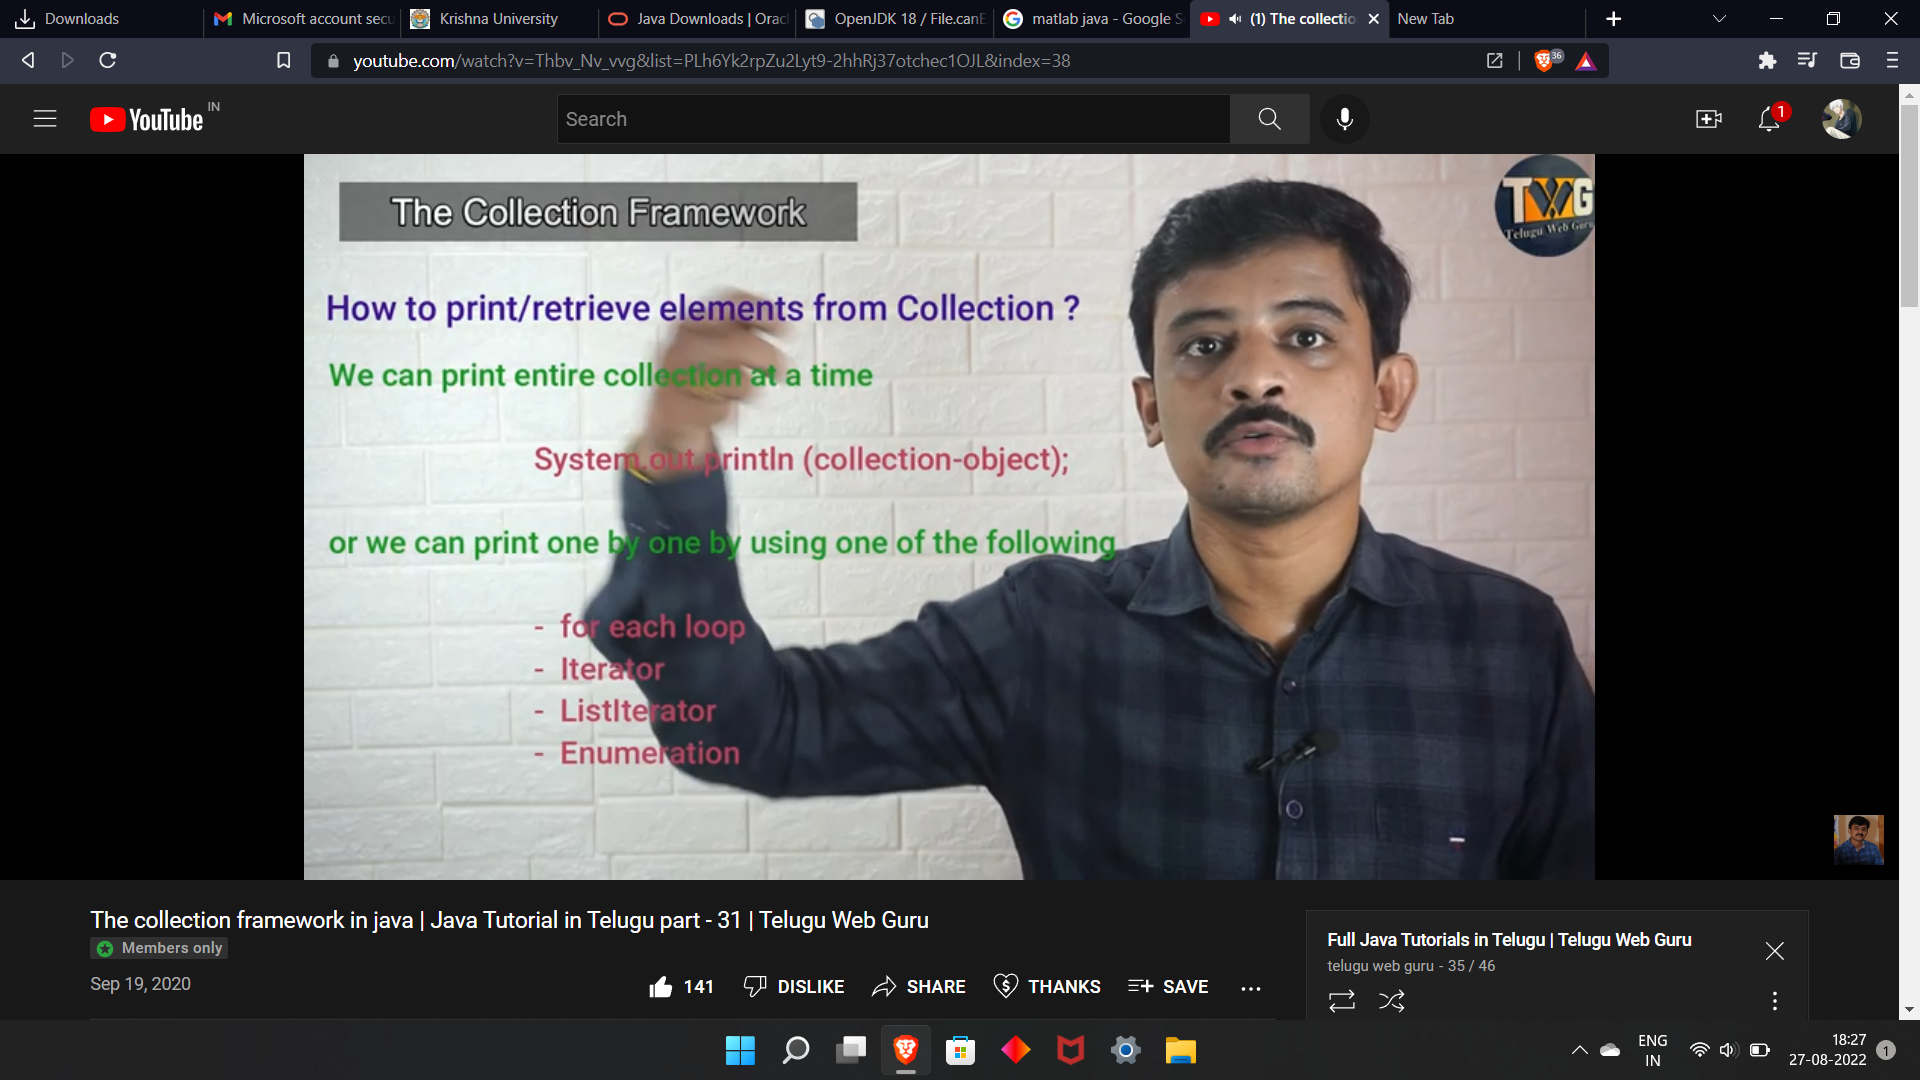 Downloads
Microsoft account secu
Krishna University
Java Downloads | Orac
OpenJDK 18 / File.canE
matlab java - Google S
(1) The collectio
New Tab
youtube.com/watch?v=Thbv_Nv_vvg&list=PLh6Yk2rpZu2Lyt9-2hhRj37otchec1OJL&index=38
36
YouTube IN
Search
1
TWG
Telugu Web Guru
The Collection Framework
How to print/retrieve elements from Collection ?
We can print entire collection at a time
System.out.println (collection-object);
or we can print one by one by using one of the following
- for each loop
- Iterator
- ListIterator
- Enumeration
The collection framework in java | Java Tutorial in Telugu part - 31 | Telugu Web Guru
Members only
Sep 19, 2020
141
DISLIKE
SHARE
THANKS
SAVE
Full Java Tutorials in Telugu | Telugu Web Guru
telugu web guru - 35 / 46
ENG
IN
18:27
27-08-2022
1